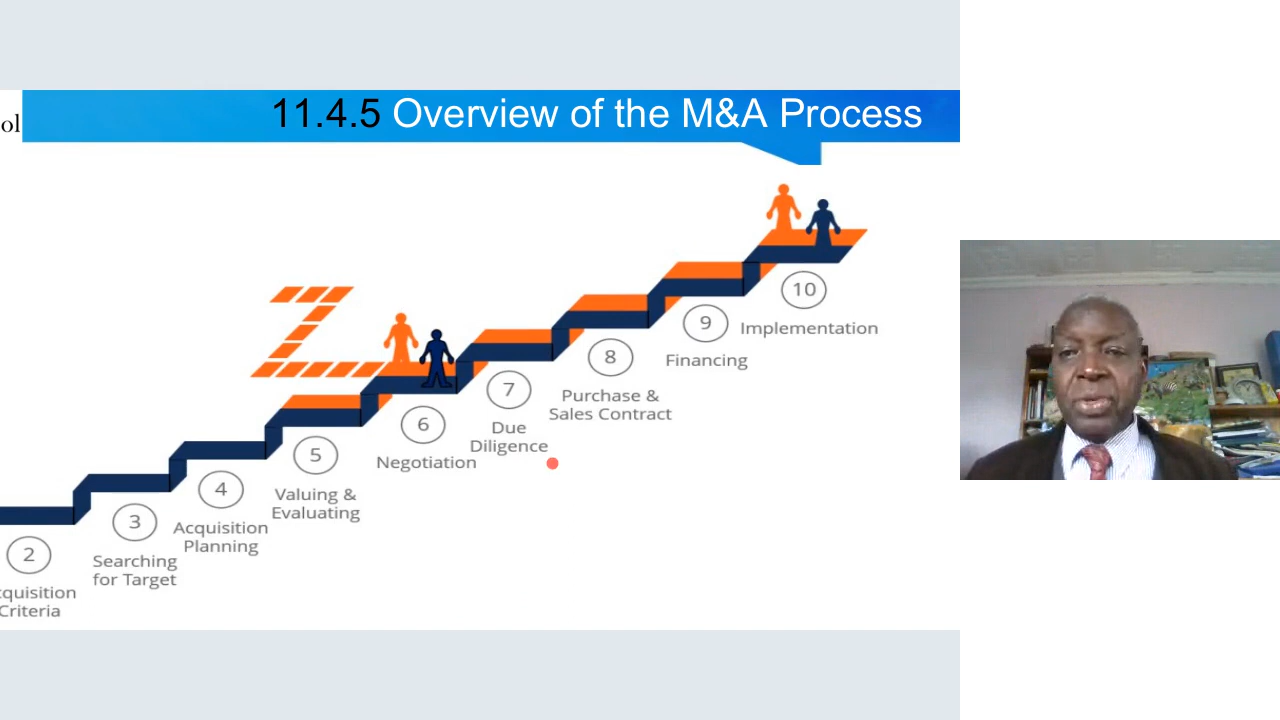 ol
11.4.5 Overview of the M&A Process
10
Implementation
9
Financing
8
Purchase &
Sales Contract
7
Due
Diligence
6
Negotiation
5
Valuing &
Evaluating
4
Acquisition
Planning
3
Searching
for Target
2
cquisition
Criteria